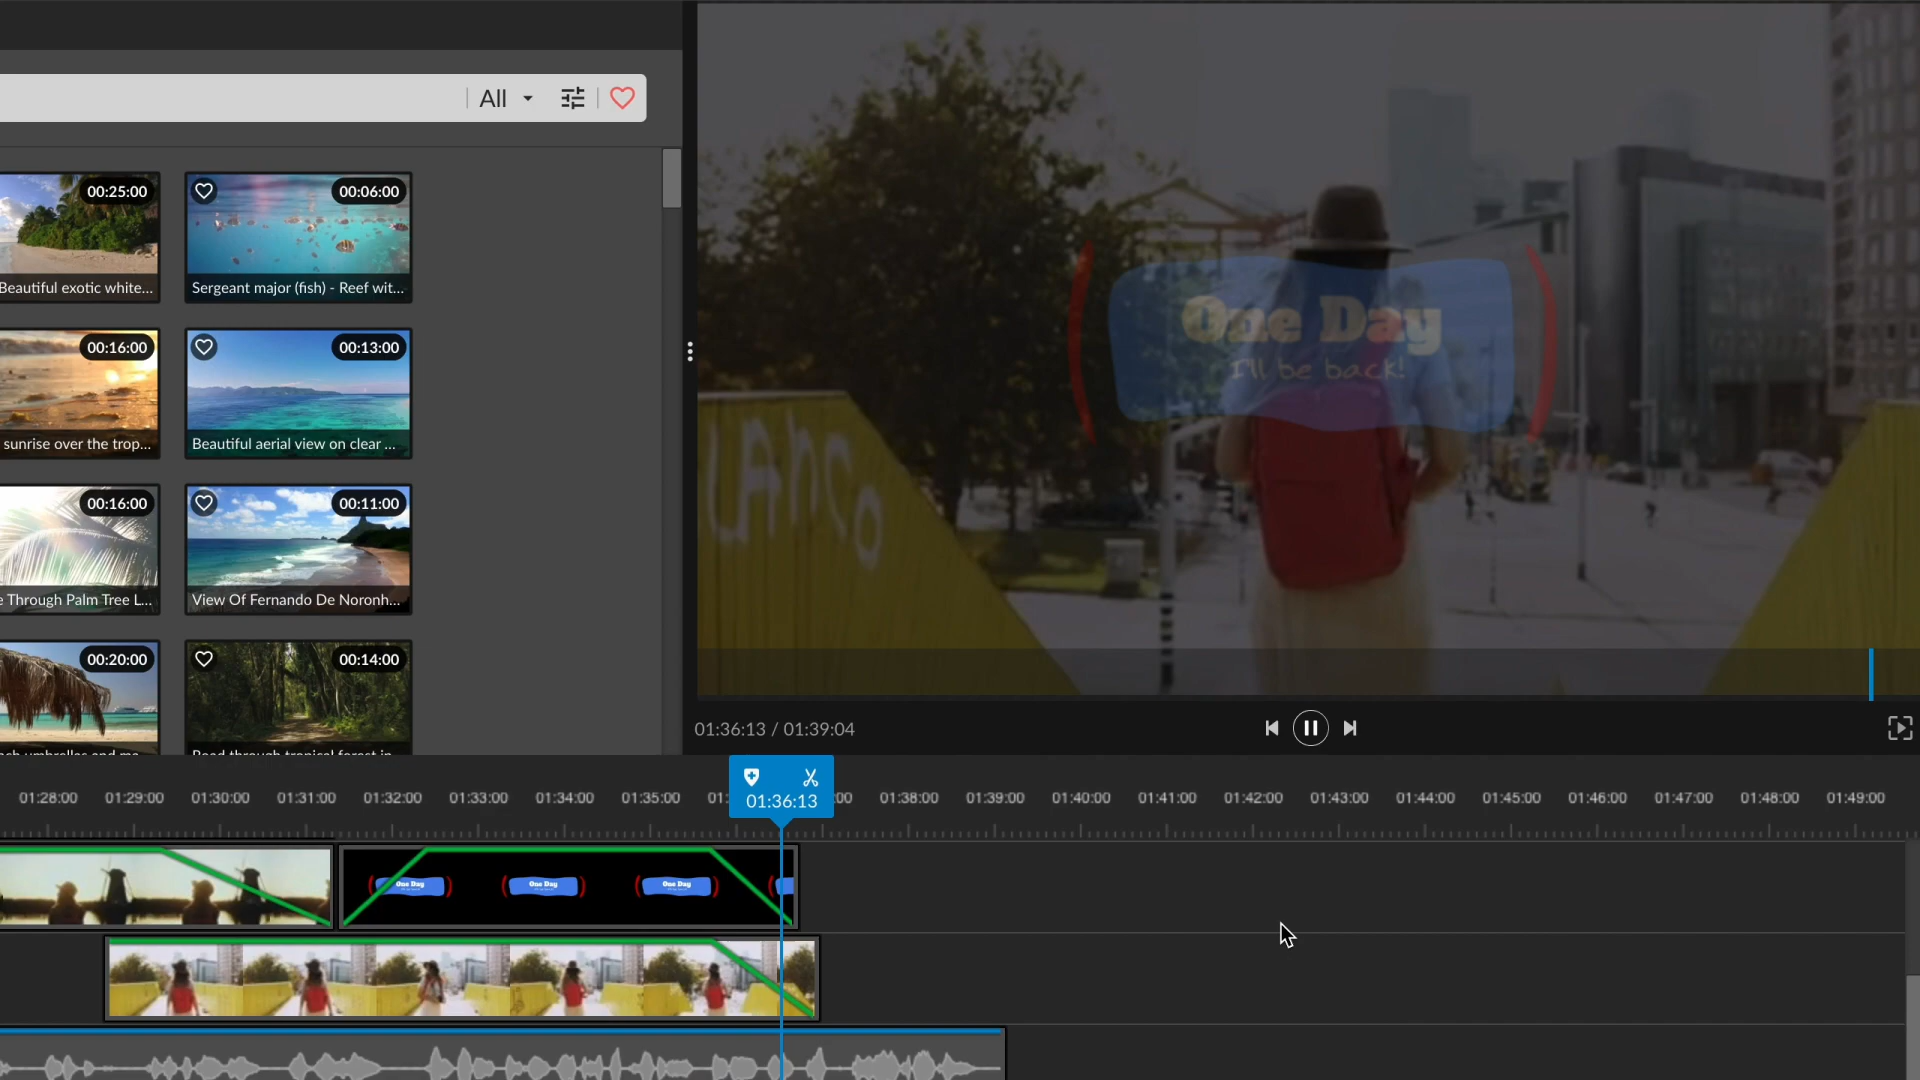 All
00:25:00
00:06:00
Beautiful exotic white...
Sergeant major (fish) - Reef wit...
00:16:00
00:13:00
sunrise over the trop...
Beautiful aerial view on clear ...
00:16:00
00:11:00
Through Palm Tree L...
View Of Fernando De Noronh...
00:20:00
00:14:00
Road through tropical forest in
One Day
I'll be back!
LANCO
01:36:13 / 01:39:04
01:28:00 01:29:00 01:30:00 01:31:00 01:32:00 01:33:00 01:34:00 01:35:00 01:36:13 01:38:00 01:39:00 01:40:00 01:41:00 01:42:00 01:43:00 01:44:00 01:45:00 01:46:00 01:47:00 01:48:00 01:49:00
One Day
One Day
One Day